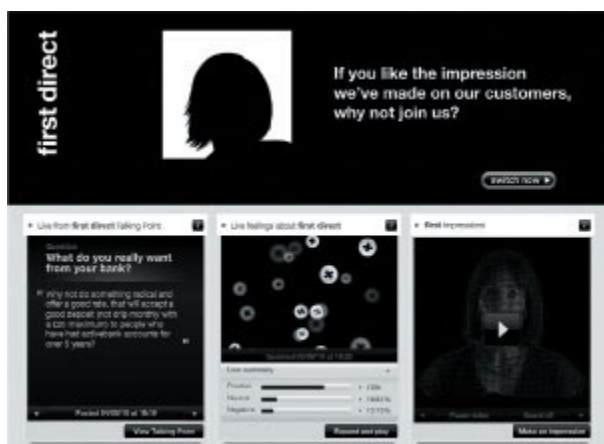 first direct
If you like the impression
we've made on our customers,
why not join us?
switch now
Live from first direct Talking Point
Question
What do you really want
from your bank?
Why not do something radical and
offer a good rate, that will accept a
good deposit (not drip monthly with
a maximum) to people who
have had bank accounts for
over 5 years?
Posted at
View Talking Point
Live feelings about first direct
Live summary
Positive
Neutral
Negative
Rewind and play
first impressions
Make an impression